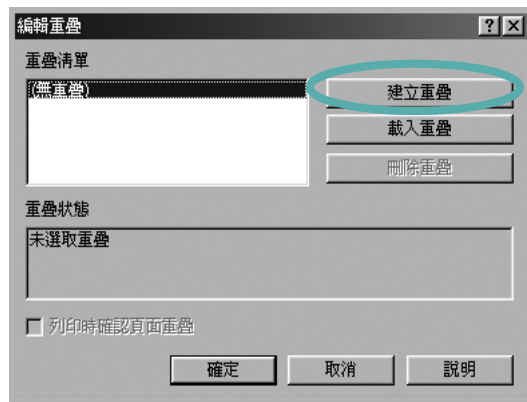 編輯重疊
重疊清單
(無重疊)
建立重疊
載入重疊
刪除重疊
重疊狀態
未選取重疊
列印時確認頁面重疊
確定
取消
說明